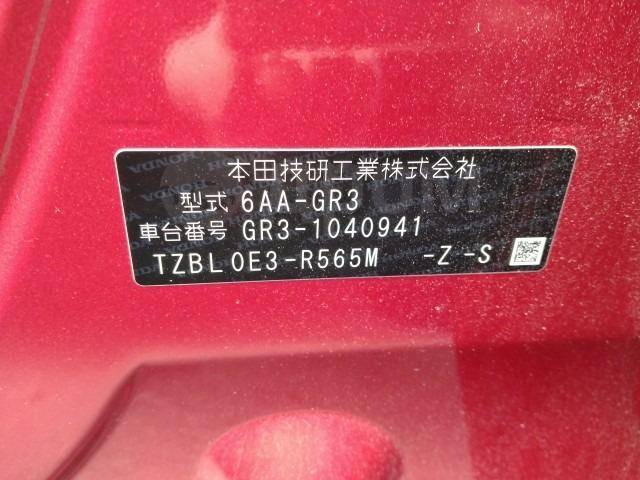 本田技研工業株式会社
型式 6AA-GR3
車台番号 GR3-1040941
TZBL0E3-R565M -Z -S